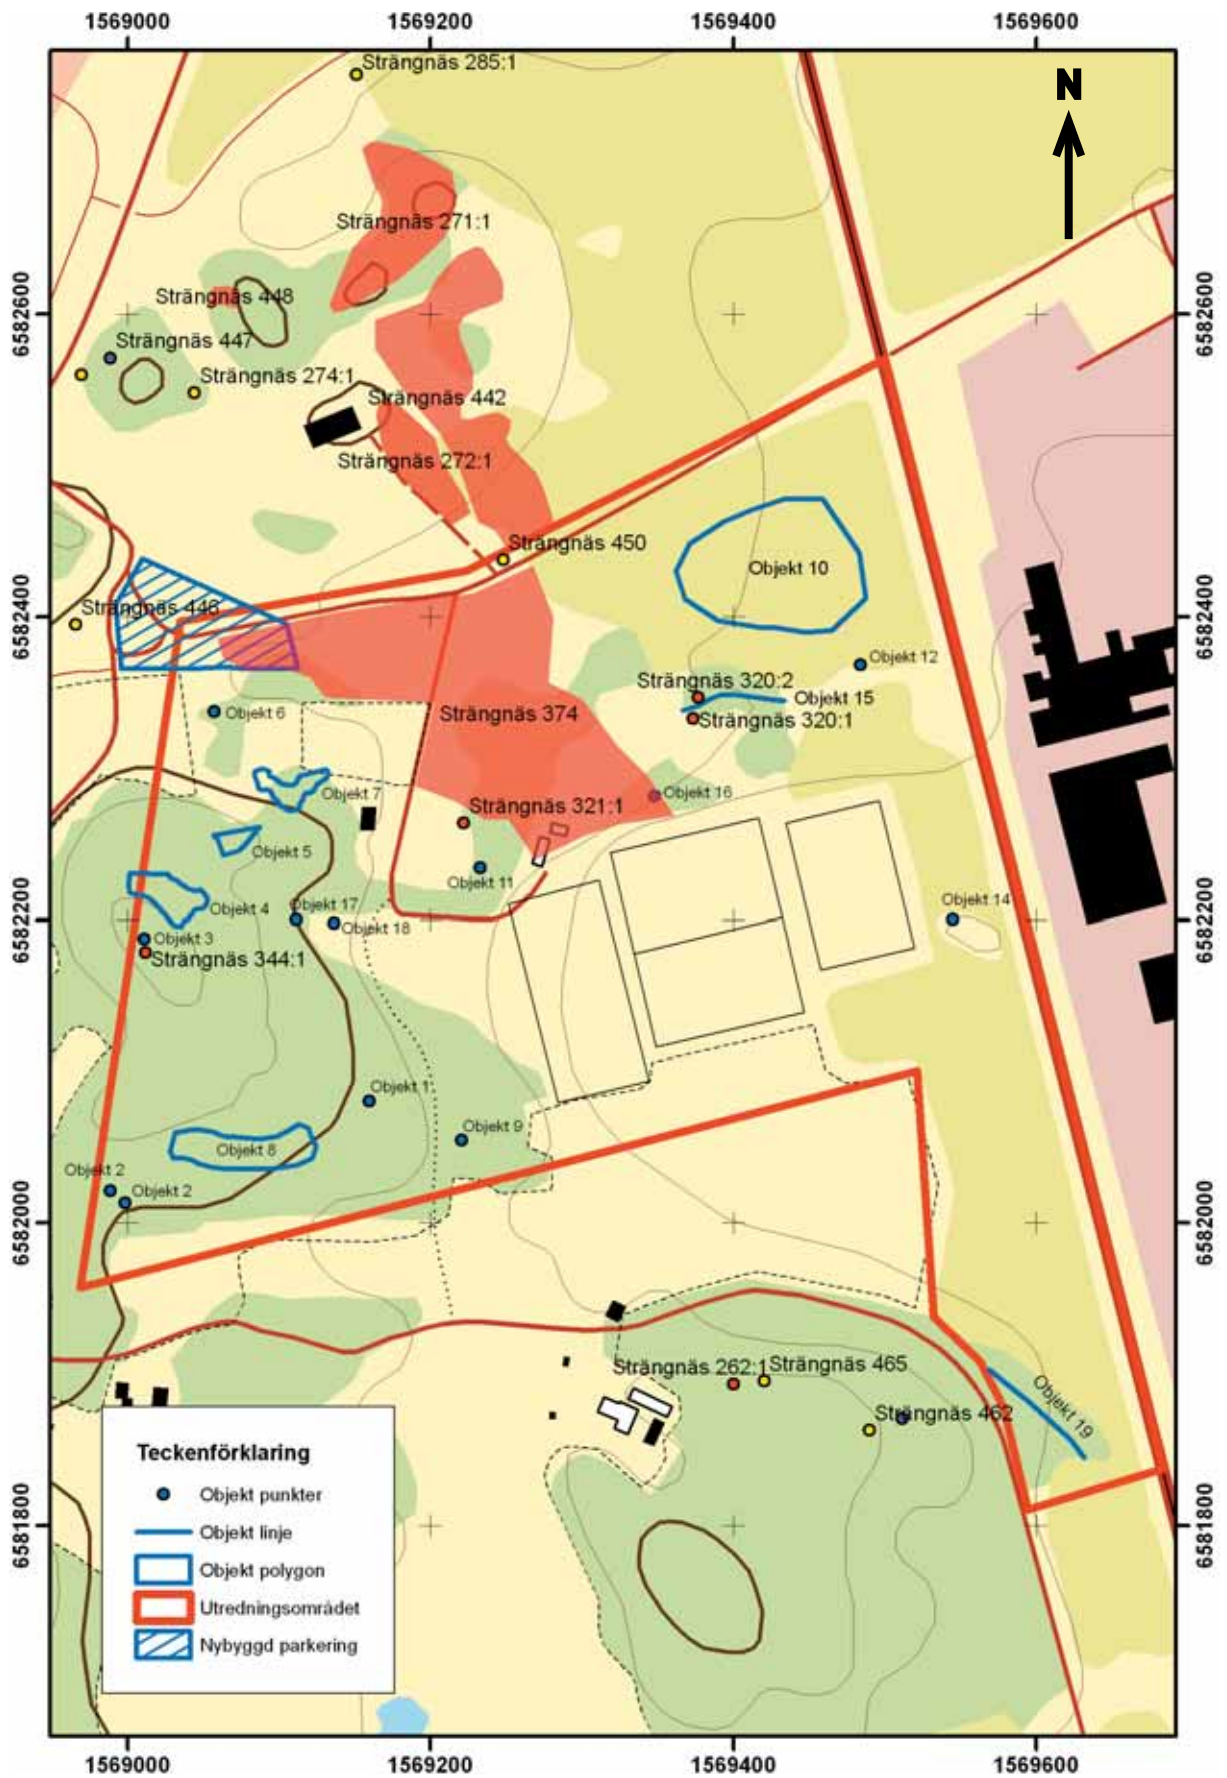 1569000 1569200 1569400 1569600
Strängnäs 285:1
N
Strängnäs 271:1
Strängnäs 448
6582600
6582600
Strängnäs 447
Strängnäs 274:1
Strängnäs 442
Strängnäs 272:1
Strängnäs 450
Objekt 10
Strängnäs 446
6582400
6582400
Objekt 12
Strängnäs 320:2
Objekt 15
Objekt 6
Strängnäs 374
Strängnäs 320:1
Objekt 7
Objekt 16
Strängnäs 321:1
Objekt 5
Objekt 11
Objekt 4
Objekt 17
Objekt 14
6582200
6582200
Objekt 18
Objekt 3
Strängnäs 344:1
Objekt 1
Objekt 9
Objekt 8
Objekt 2
Objekt 2
6582000
6582000
Strängnäs 262:1
Strängnäs 465
Objekt 19
Strängnäs 462
Teckenförklaring
Objekt punkter
Objekt linje
6581800
6581800
Objekt polygon
Utredningsområdet
Nybyggd parkering
1569000 1569200 1569400 1569600